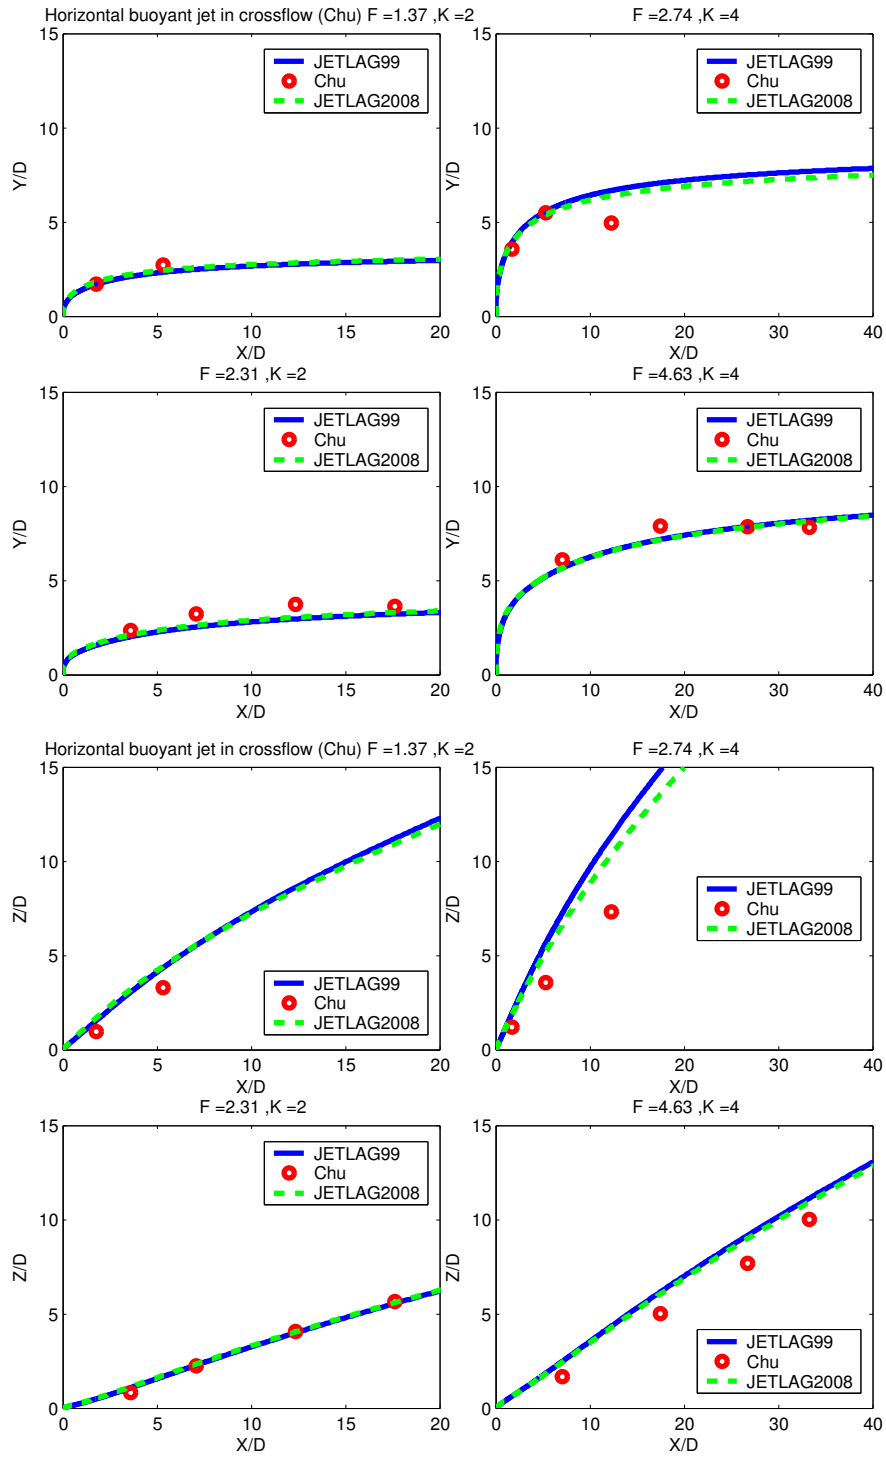 Horizontal buoyant jet in crossflow (Chu) F =1.37 ,K =2
15
10
5
0
Y/D
0 5 10 15 20
X/D
JETLAG99
Chu
JETLAG2008
F =2.74 ,K =4
15
10
5
0
Y/D
0 10 20 30 40
X/D
JETLAG99
Chu
JETLAG2008
F =2.31 ,K =2
15
10
5
0
Y/D
0 5 10 15 20
X/D
JETLAG99
Chu
JETLAG2008
F =4.63 ,K =4
15
10
5
0
Y/D
0 10 20 30 40
X/D
JETLAG99
Chu
JETLAG2008
Horizontal buoyant jet in crossflow (Chu) F =1.37 ,K =2
15
10
5
0
Z/D
0 5 10 15 20
X/D
JETLAG99
Chu
JETLAG2008
F =2.74 ,K =4
15
10
5
0
Z/D
0 10 20 30 40
X/D
JETLAG99
Chu
JETLAG2008
F =2.31 ,K =2
15
10
5
0
Z/D
0 5 10 15 20
X/D
JETLAG99
Chu
JETLAG2008
F =4.63 ,K =4
15
10
5
0
Z/D
0 10 20 30 40
X/D
JETLAG99
Chu
JETLAG2008